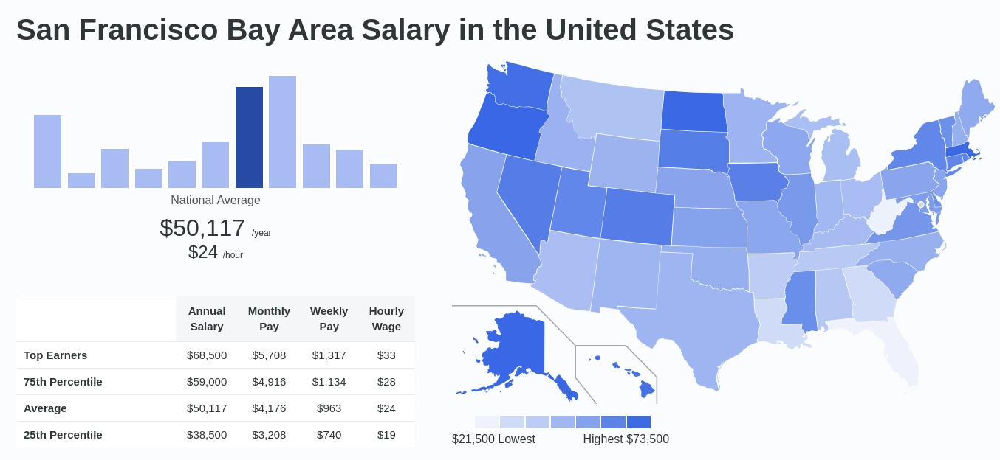 San Francisco Bay Area Salary in the United States
National Average
$50,117 /year
$24 /hour
Annual Salary Monthly Pay Weekly Pay Hourly Wage
Top Earners $68,500 $5,708 $1,317 $33
75th Percentile $59,000 $4,916 $1,134 $28
Average $50,117 $4,176 $963 $24
25th Percentile $38,500 $3,208 $740 $19
$21,500 Lowest Highest $73,500